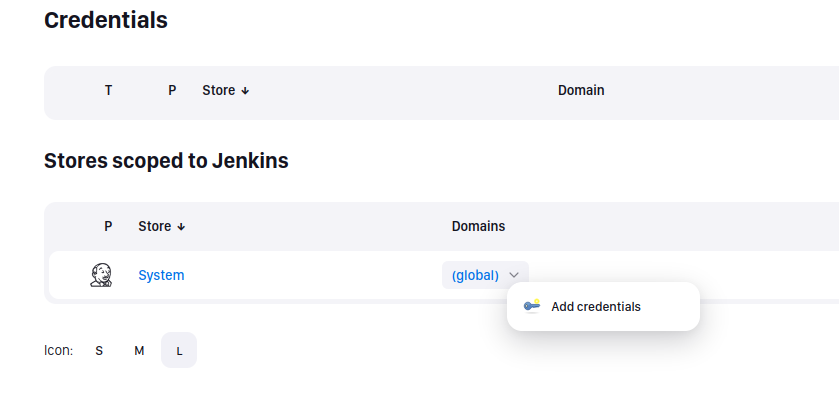 Credentials
T P Store ↓ Domain
Stores scoped to Jenkins
P Store ↓ Domains
System (global)
Add credentials
Icon: S M L